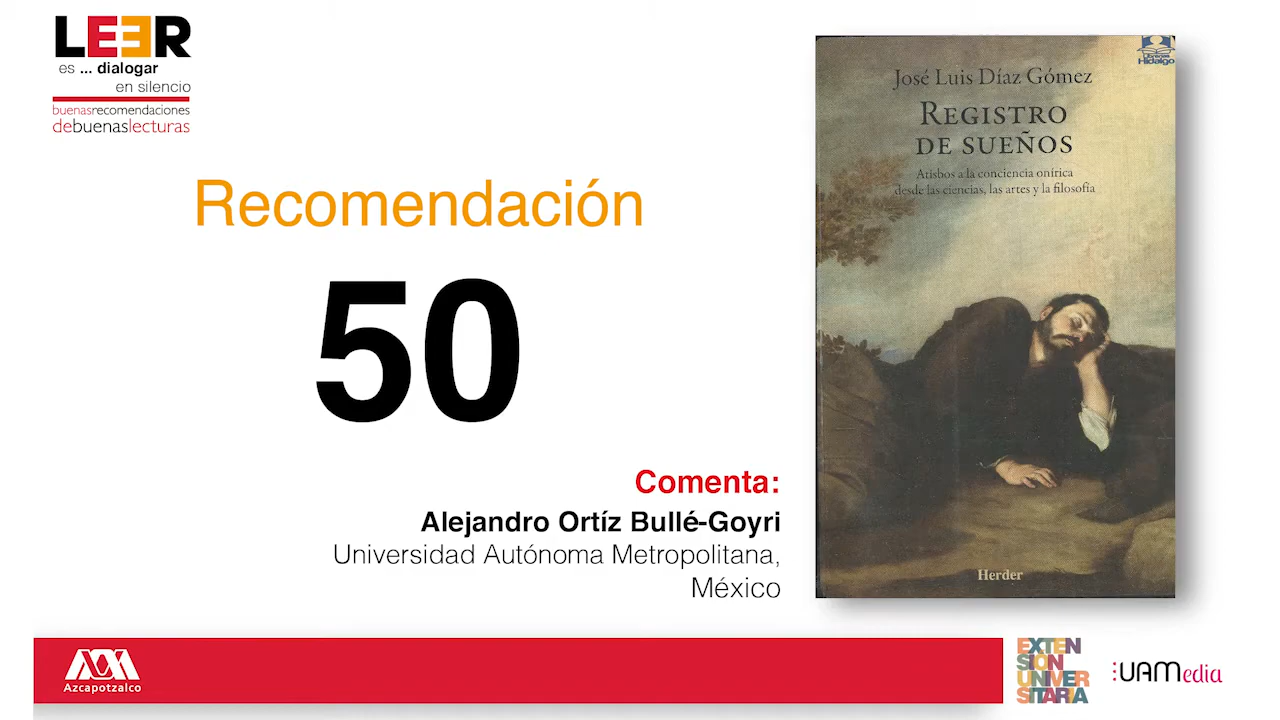 LEER
es ... dialogar
en silencio
buenasrecomendaciones
debuenaslecturas
Recomendación
50
Comenta:
Alejandro Ortíz Bullé-Goyri
Universidad Autónoma Metropolitana,
México
Librerías
Hidalgo
José Luis Díaz Gómez
REGISTRO
DE SUEÑOS
Atisbos a la conciencia onírica
desde las ciencias, las artes y la filosofía
Herder
Azcapotzalco
EXTEN
SIÓN
UNIVER
SITARIA
UAMedia